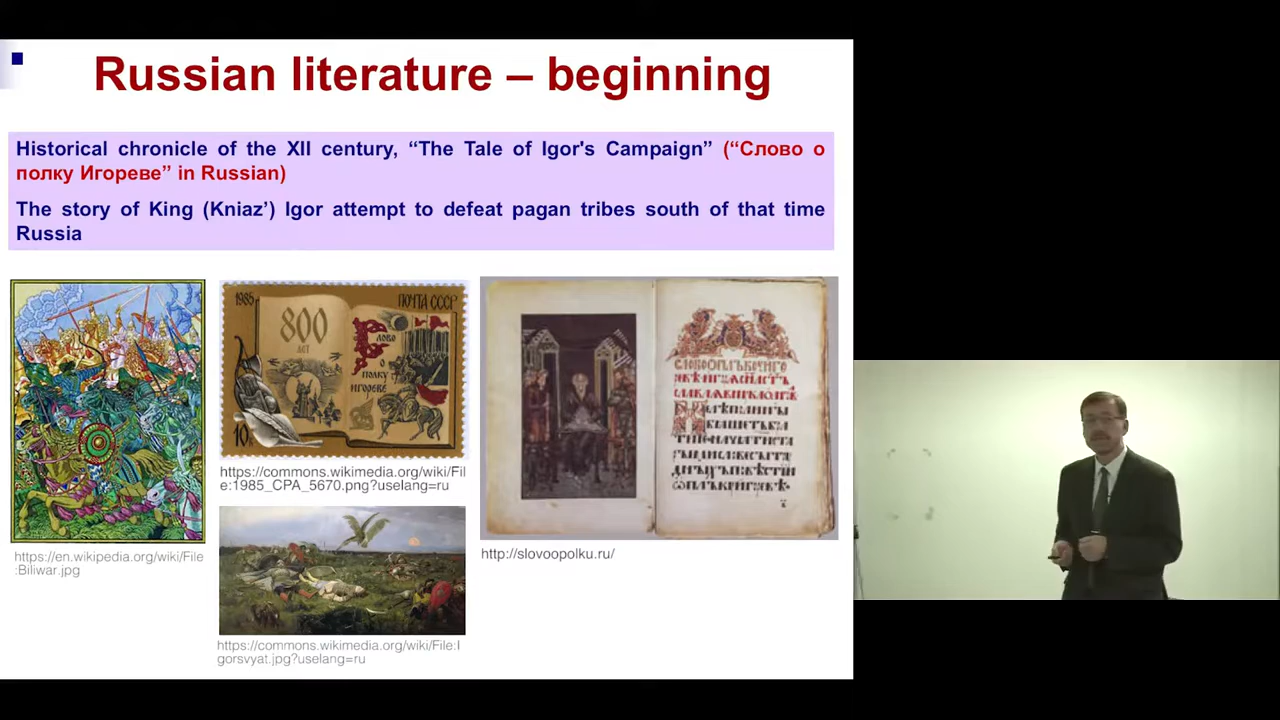 Russian literature – beginning
Historical chronicle of the XII century, “The Tale of Igor's Campaign” (“Слово о
полку Игореве” in Russian)
The story of King (Kniaz’) Igor attempt to defeat pagan tribes south of that time
Russia
1985
ПОЧТА СССР
800
ЛЕТ
Слово
о
полку
игореве
10
https://commons.wikimedia.org/wiki/Fil
e:1985_CPA_5670.png?uselang=ru
http://slovoopolku.ru/
https://en.wikipedia.org/wiki/File
:Biliwar.jpg
https://commons.wikimedia.org/wiki/File:I
gorsvyat.jpg?uselang=ru